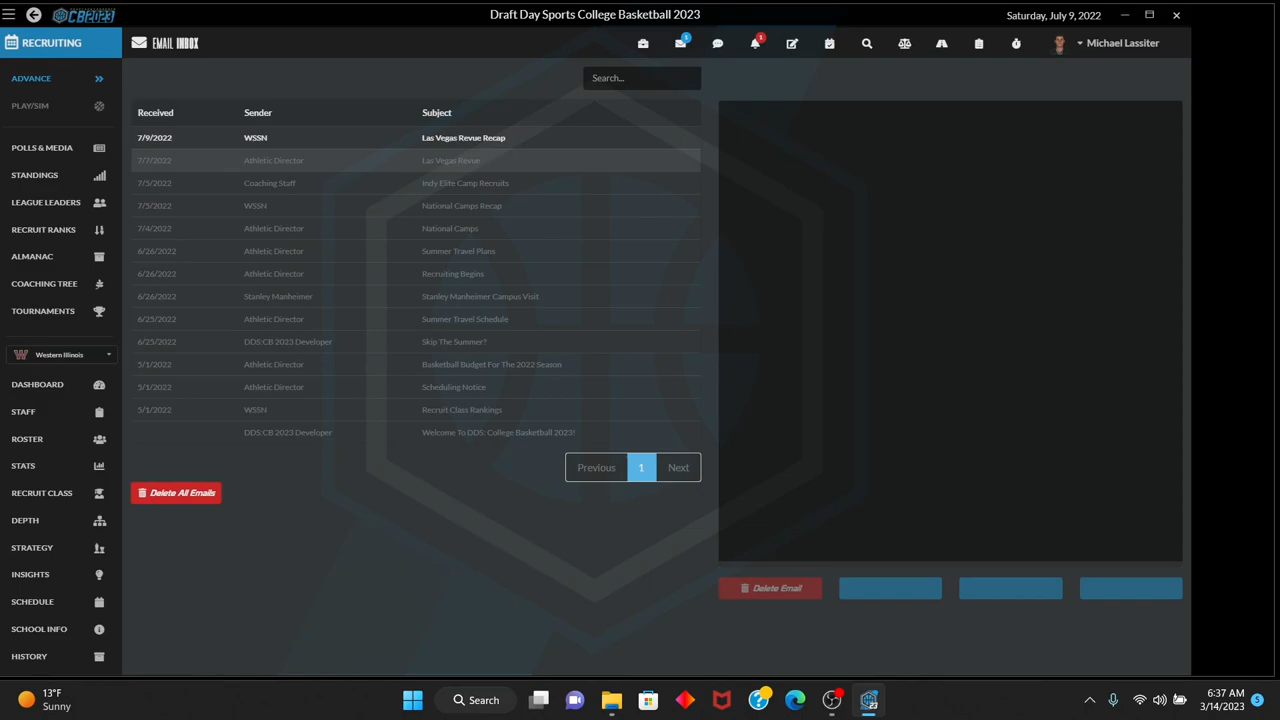 CB2023
Draft Day Sports College Basketball 2023
Saturday, July 9, 2022
RECRUITING
EMAIL INBOX
1
1
Michael Lassiter
ADVANCE
PLAY/SIM
POLLS & MEDIA
STANDINGS
LEAGUE LEADERS
RECRUIT RANKS
ALMANAC
COACHING TREE
TOURNAMENTS
Western Illinois
DASHBOARD
STAFF
ROSTER
STATS
RECRUIT CLASS
DEPTH
STRATEGY
INSIGHTS
SCHEDULE
SCHOOL INFO
HISTORY
Search...
Received Sender Subject
7/9/2022 WSSN Las Vegas Revue Recap
7/7/2022 Athletic Director Las Vegas Revue
7/5/2022 Coaching Staff Indy Elite Camp Recruits
7/5/2022 WSSN National Camps Recap
7/4/2022 Athletic Director National Camps
6/26/2022 Athletic Director Summer Travel Plans
6/26/2022 Athletic Director Recruiting Begins
6/26/2022 Stanley Manheimer Stanley Manheimer Campus Visit
6/25/2022 Athletic Director Summer Travel Schedule
6/25/2022 DDS:CB 2023 Developer Skip The Summer?
5/1/2022 Athletic Director Basketball Budget For The 2022 Season
5/1/2022 Athletic Director Scheduling Notice
5/1/2022 WSSN Recruit Class Rankings
DDS:CB 2023 Developer Welcome To DDS: College Basketball 2023!
Previous 1 Next
Delete All Emails
Delete Email
13°F
Sunny
Search
23
6:37 AM
3/14/2023
5